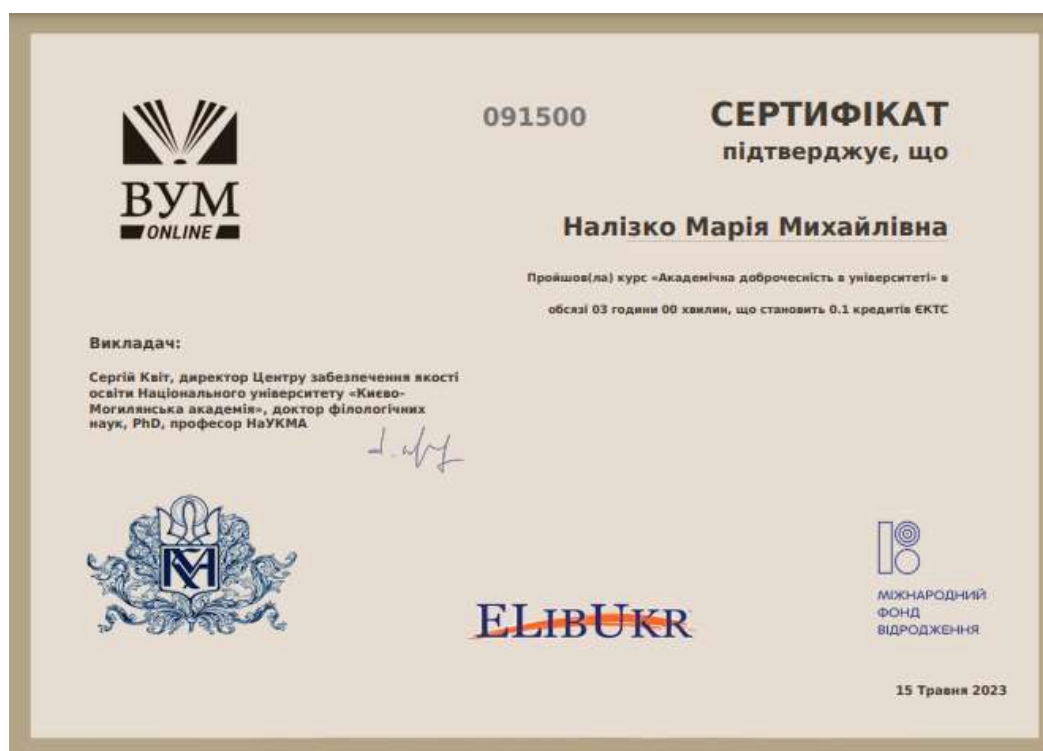 ВУМ
ONLINE
091500
СЕРТИФІКАТ
підтверджує, що
Налізко Марія Михайлівна
Пройшов(ла) курс «Академічна доброчесність в університеті» в
обсязі 03 години 00 хвилин, що становить 0.1 кредитів ЄКТС
Викладач:
Сергій Квіт, директор Центру забезпечення якості
освіти Національного університету «Києво-
Могилянська академія», доктор філологічних
наук, PhD, професор НаУКМА
ELIBUKR
МІЖНАРОДНИЙ
ФОНД
ВІДРОДЖЕННЯ
15 Травня 2023